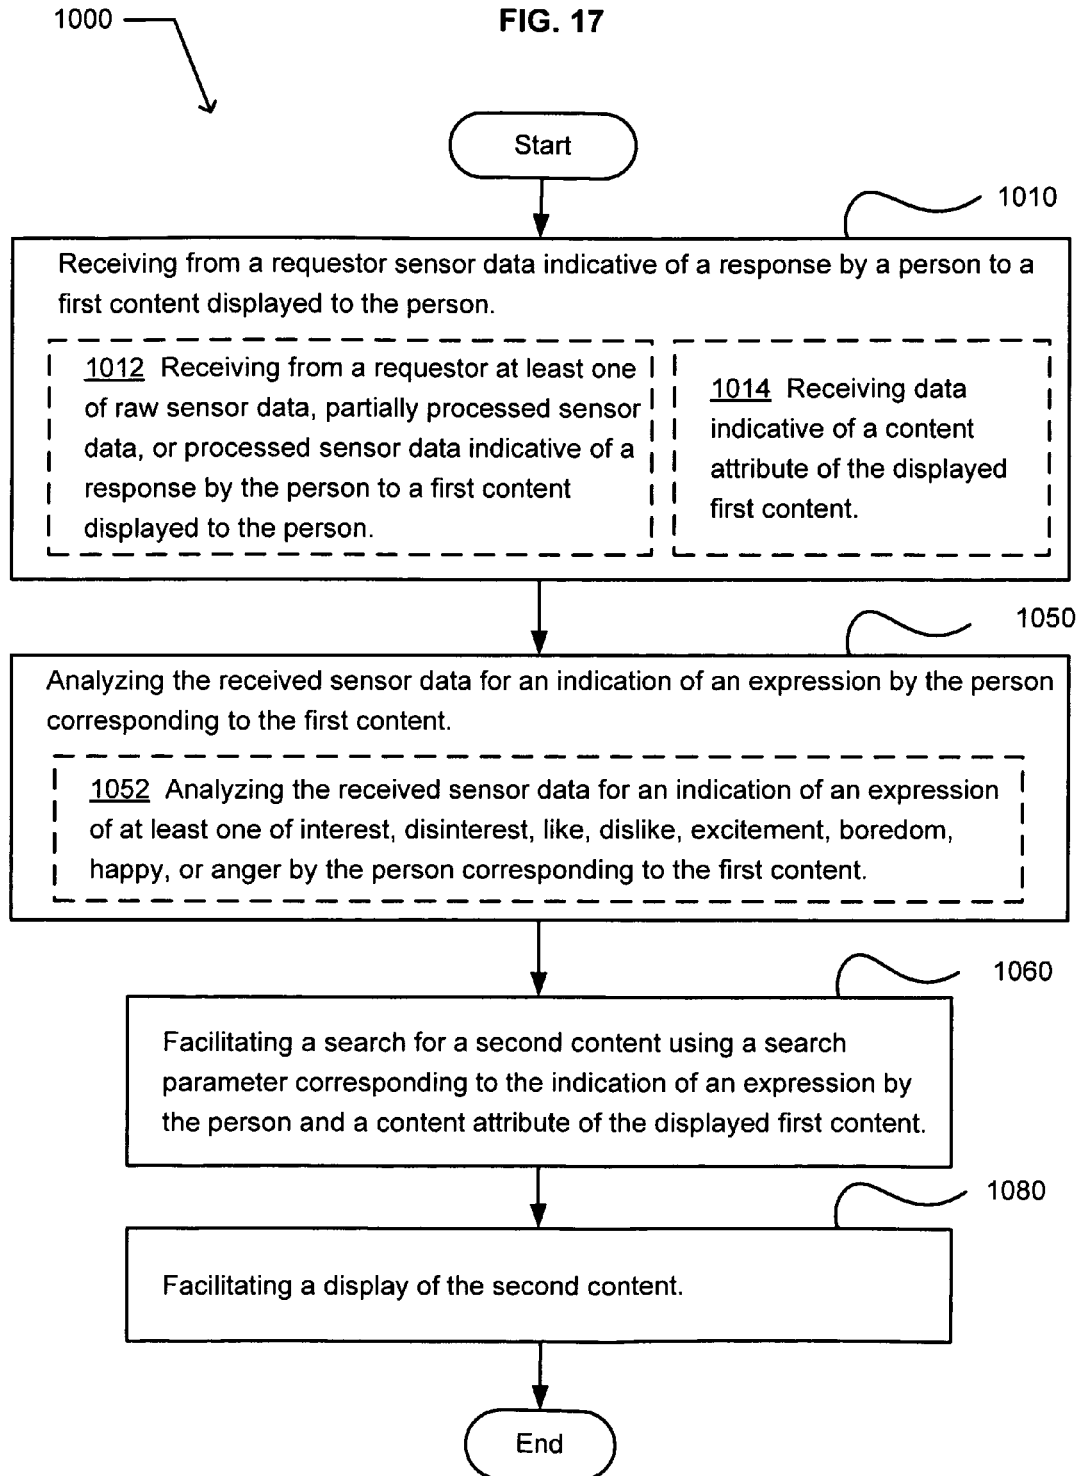 1000
FIG. 17
Start
1010
Receiving from a requestor sensor data indicative of a response by a person to a
first content displayed to the person.
1012 Receiving from a requestor at least one
of raw sensor data, partially processed sensor
data, or processed sensor data indicative of a
response by the person to a first content
displayed to the person.
1014 Receiving data
indicative of a content
attribute of the displayed
first content.
1050
Analyzing the received sensor data for an indication of an expression by the person
corresponding to the first content.
1052 Analyzing the received sensor data for an indication of an expression
of at least one of interest, disinterest, like, dislike, excitement, boredom,
happy, or anger by the person corresponding to the first content.
1060
Facilitating a search for a second content using a search
parameter corresponding to the indication of an expression by
the person and a content attribute of the displayed first content.
1080
Facilitating a display of the second content.
End